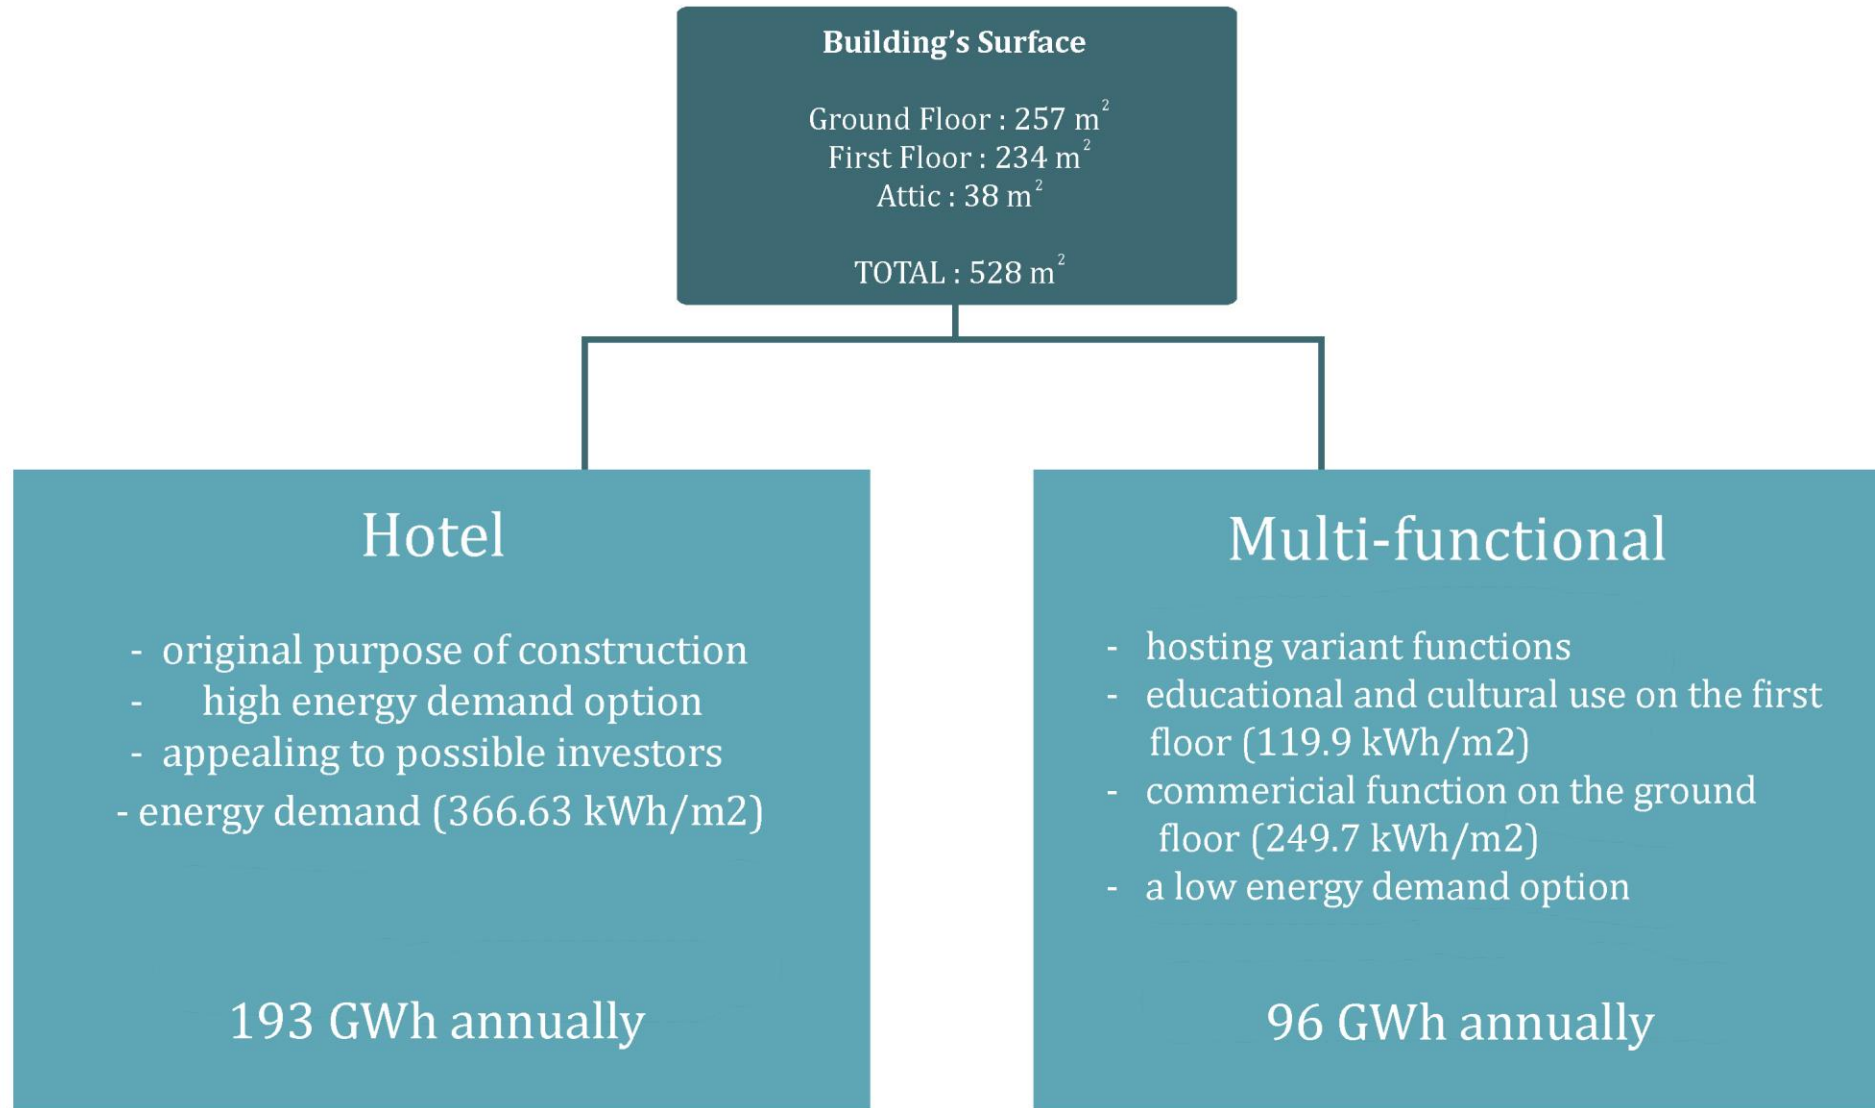 Building's Surface
Ground Floor : 257 m²
First Floor : 234 m²
Attic : 38 m²
TOTAL : 528 m²
Hotel
- original purpose of construction
- high energy demand option
- appealing to possible investors
- energy demand (366.63 kWh/m2)
193 GWh annually
Multi-functional
- hosting variant functions
- educational and cultural use on the first
floor (119.9 kWh/m2)
- commericial function on the ground
floor (249.7 kWh/m2)
- a low energy demand option
96 GWh annually